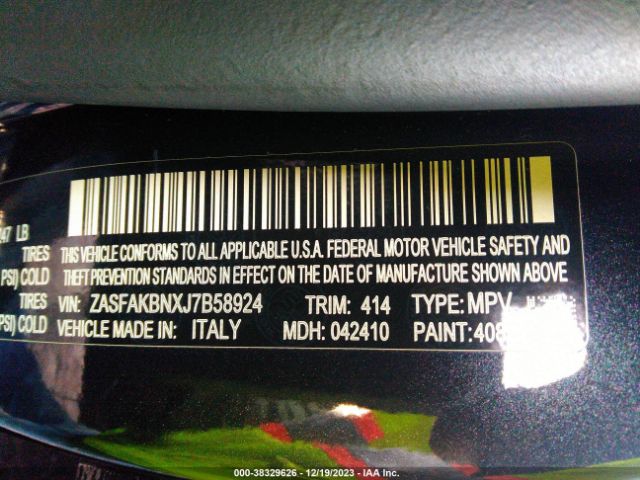 47 LB
TIRES
PSI) COLD
TIRES
PSI) COLD
THIS VEHICLE CONFORMS TO ALL APPLICABLE U.S.A. FEDERAL MOTOR VEHICLE SAFETY AND
THEFT PREVENTION STANDARDS IN EFFECT ON THE DATE OF MANUFACTURE SHOWN ABOVE
VIN: ZASFAKBNXJ7B58924 TRIM: 414 TYPE: MPV
VEHICLE MADE IN: ITALY MDH: 042410 PAINT: 408
000-38329626 - 12/19/2023 - IAA Inc.